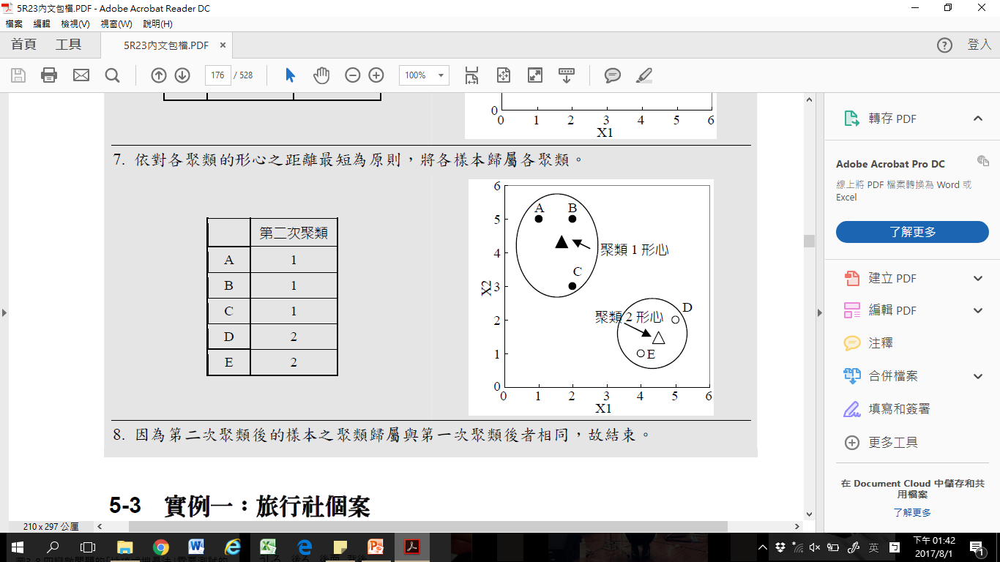 5R23內文包檔.PDF - Adobe Acrobat Reader DC
檔案 編輯 檢視(V) 視窗(W) 說明(H)
首頁 工具 5R23內文包檔.PDF × 登入
176 / 528 100%
0
0 1 2 3 4 5 6
X1
7. 依對各聚類的形心之距離最短為原則，將各樣本歸屬各聚類。
第二次聚類
A 1
B 1
C 1
D 2
E 2
6
5
4
3
2
1
0
X2
0 1 2 3 4 5 6
X1
A B
聚類 1 形心
C
D
聚類 2 形心
E
8. 因為第二次聚類後的樣本之聚類歸屬與第一次聚類後者相同，故結束。
5-3 實例一：旅行社個案
210 x 297 公厘
轉存 PDF
Adobe Acrobat Pro DC
線上將 PDF 檔案轉換為 Word 或
Excel
了解更多
建立 PDF
編輯 PDF
注釋
合併檔案
填寫和簽署
更多工具
在 Document Cloud 中儲存和共
用檔案
了解更多
英
下午 01:42
2017/8/1
1